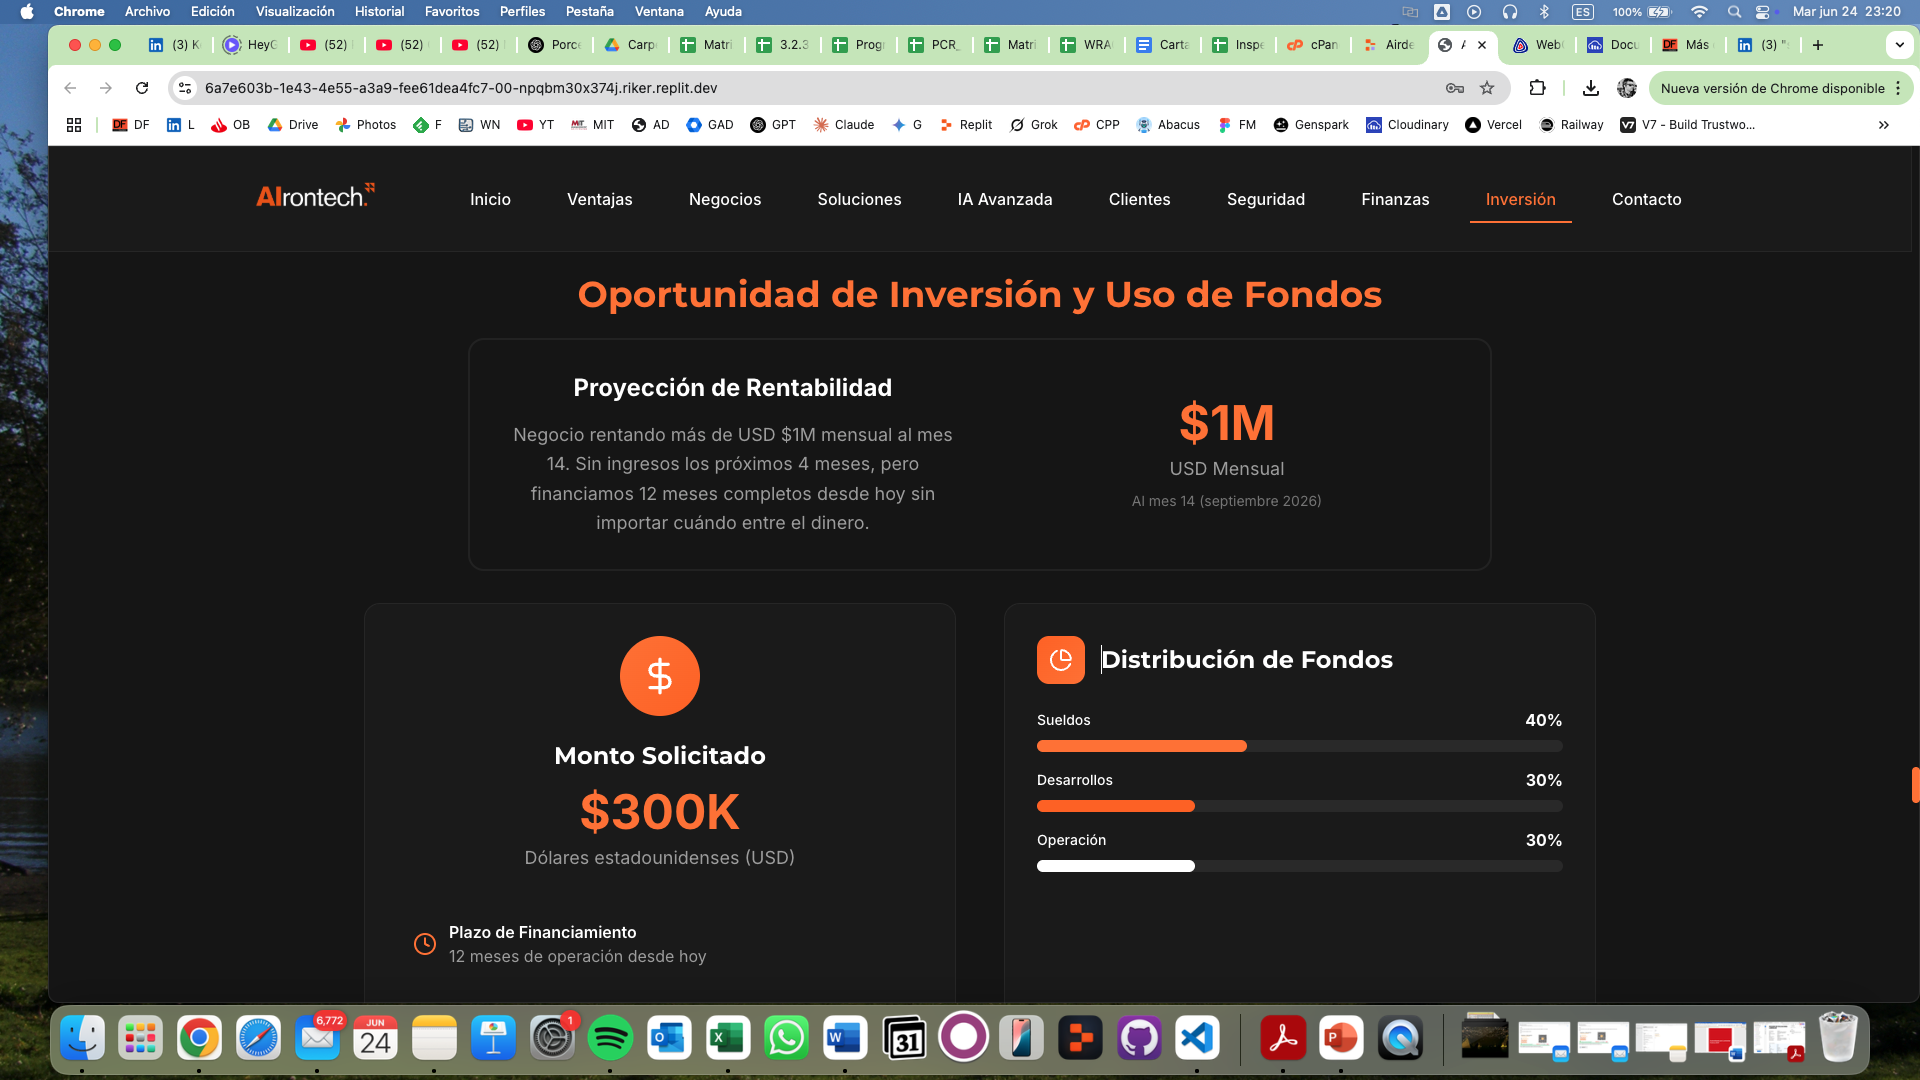 Chrome Archivo Edición Visualización Historial Favoritos Perfiles Pestaña Ventana Ayuda ES 100% Mar jun 24 23:20
(3) HeyG (52) (52) (52) Porce Carp Matri 3.2.3 Progr PCR_ Matri WRA Carta Inspe cPan Airde Web Docu Más (3) "
6a7e603b-1e43-4e55-a3a9-fee61dea4fc7-00-npqbm30x374j.riker.replit.dev Nueva versión de Chrome disponible
DF L OB Drive Photos F WN YT MIT AD GAD GPT Claude G Replit Grok CPP Abacus FM Genspark Cloudinary Vercel Railway V7 - Build Trustwo... »
AIrontech.
Inicio Ventajas Negocios Soluciones IA Avanzada Clientes Seguridad Finanzas Inversión Contacto
Oportunidad de Inversión y Uso de Fondos
Proyección de Rentabilidad
Negocio rentando más de USD $1M mensual al mes
14. Sin ingresos los próximos 4 meses, pero
financiamos 12 meses completos desde hoy sin
importar cuándo entre el dinero.
$1M
USD Mensual
Al mes 14 (septiembre 2026)
Monto Solicitado
$300K
Dólares estadounidenses (USD)
Plazo de Financiamiento
12 meses de operación desde hoy
Distribución de Fondos
Sueldos 40%
Desarrollos 30%
Operación 30%
6,772
JUN
24
1
31